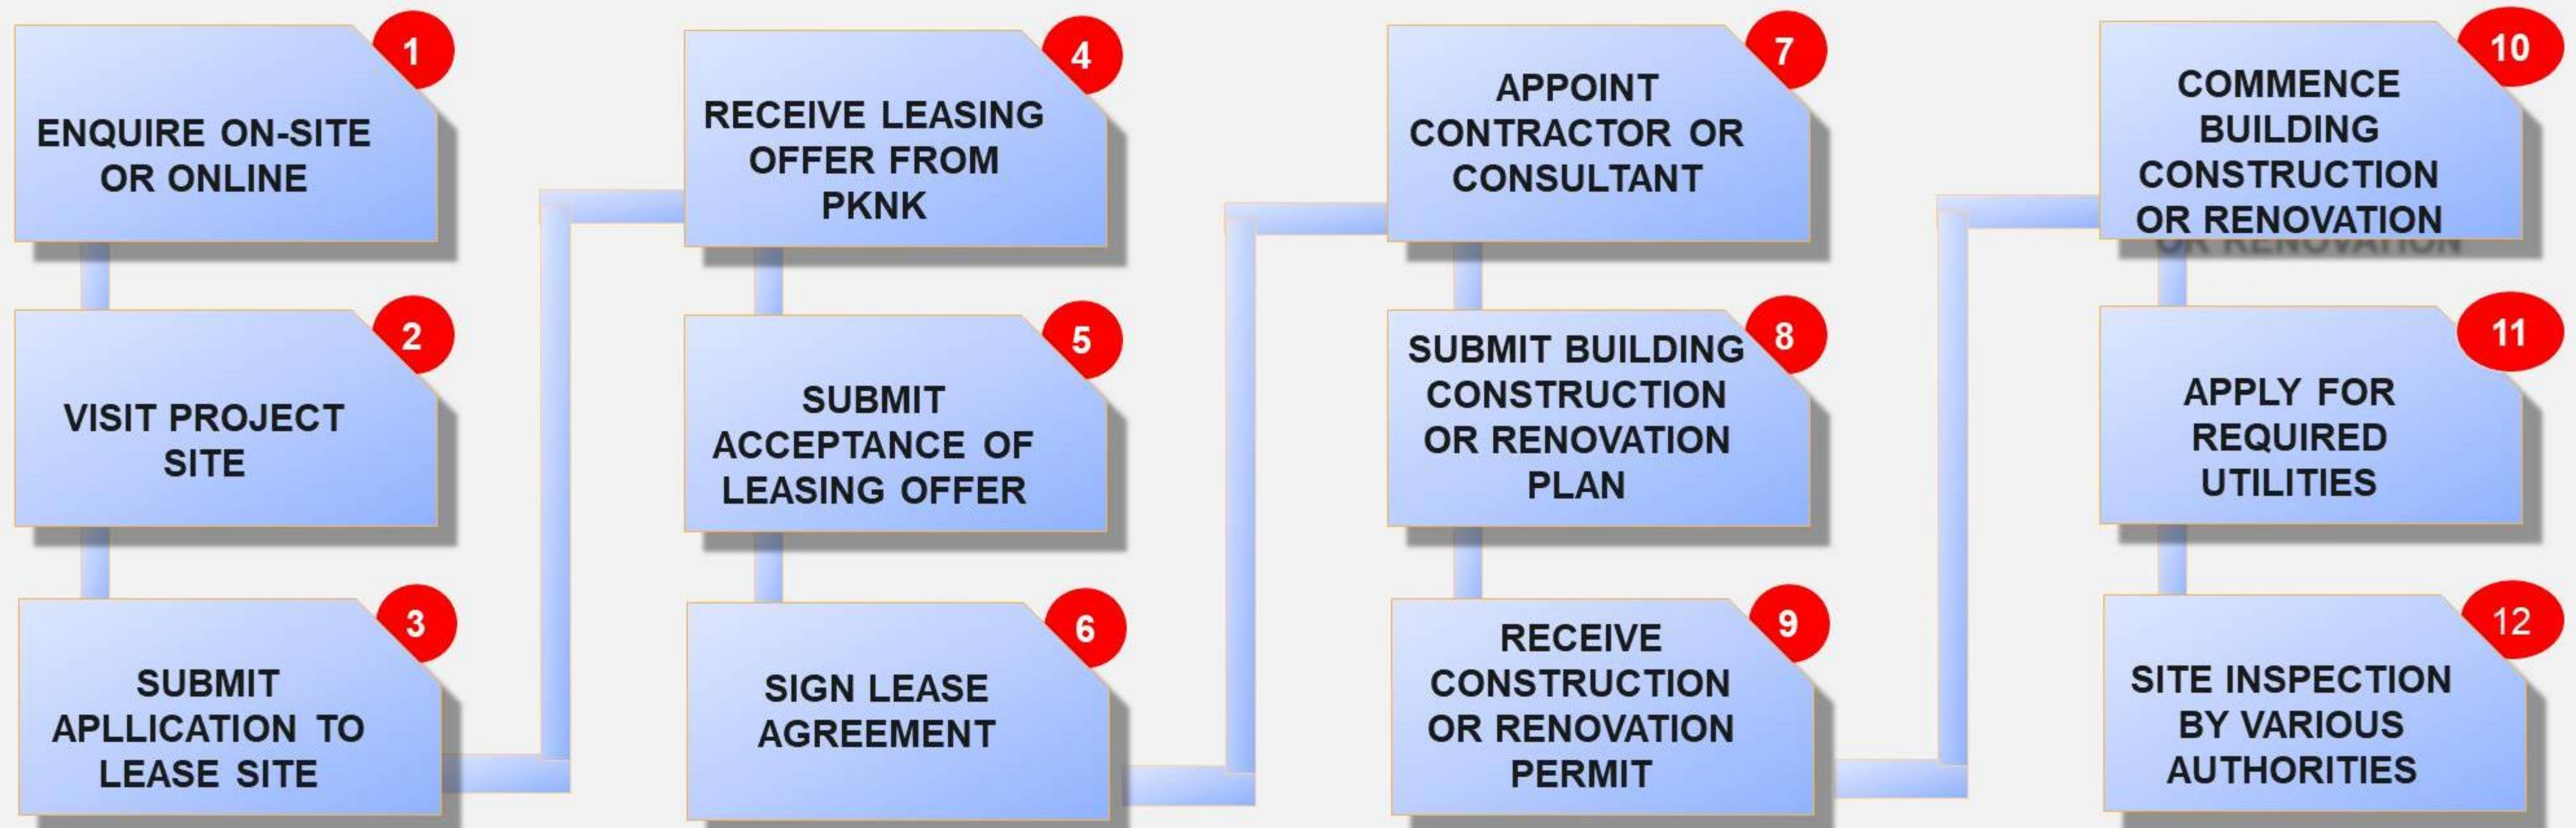 1
ENQUIRE ON-SITE
OR ONLINE
2
VISIT PROJECT
SITE
3
SUBMIT
APLLICATION TO
LEASE SITE
4
RECEIVE LEASING
OFFER FROM
PKNK
5
SUBMIT
ACCEPTANCE OF
LEASING OFFER
6
SIGN LEASE
AGREEMENT
7
APPOINT
CONTRACTOR OR
CONSULTANT
8
SUBMIT BUILDING
CONSTRUCTION
OR RENOVATION
PLAN
9
RECEIVE
CONSTRUCTION
OR RENOVATION
PERMIT
10
COMMENCE
BUILDING
CONSTRUCTION
OR RENOVATION
11
APPLY FOR
REQUIRED
UTILITIES
12
SITE INSPECTION
BY VARIOUS
AUTHORITIES